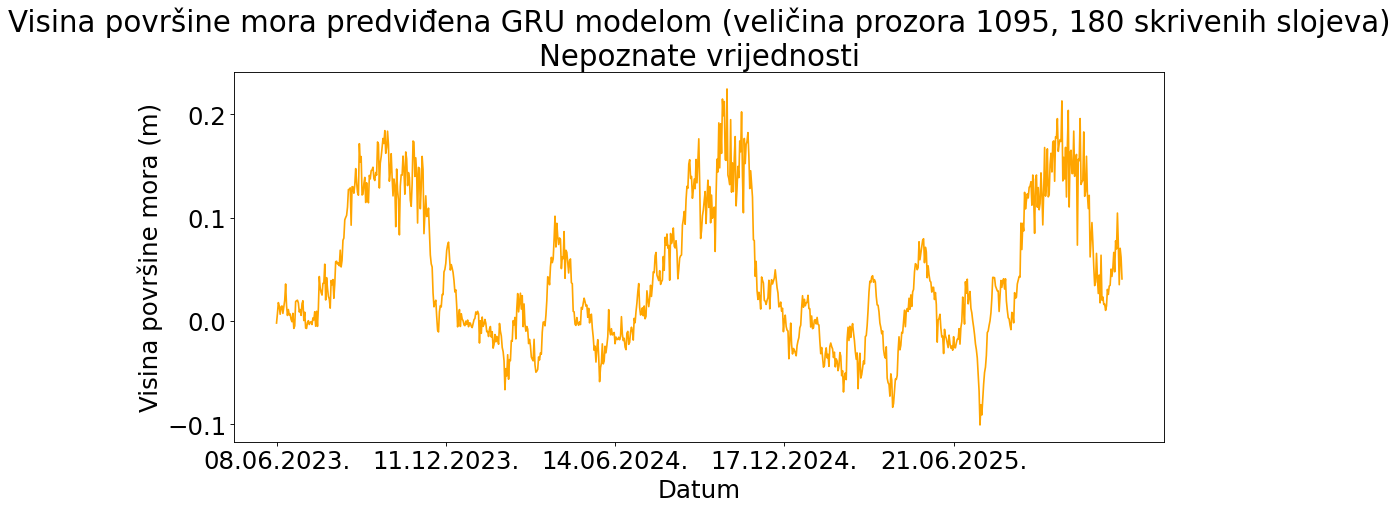 Visina površine mora predviđena GRU modelom (veličina prozora 1095, 180 skrivenih slojeva)
Nepoznate vrijednosti
Visina površine mora (m)
0.2
0.1
0.0
−0.1
08.06.2023. 11.12.2023. 14.06.2024. 17.12.2024. 21.06.2025.
Datum